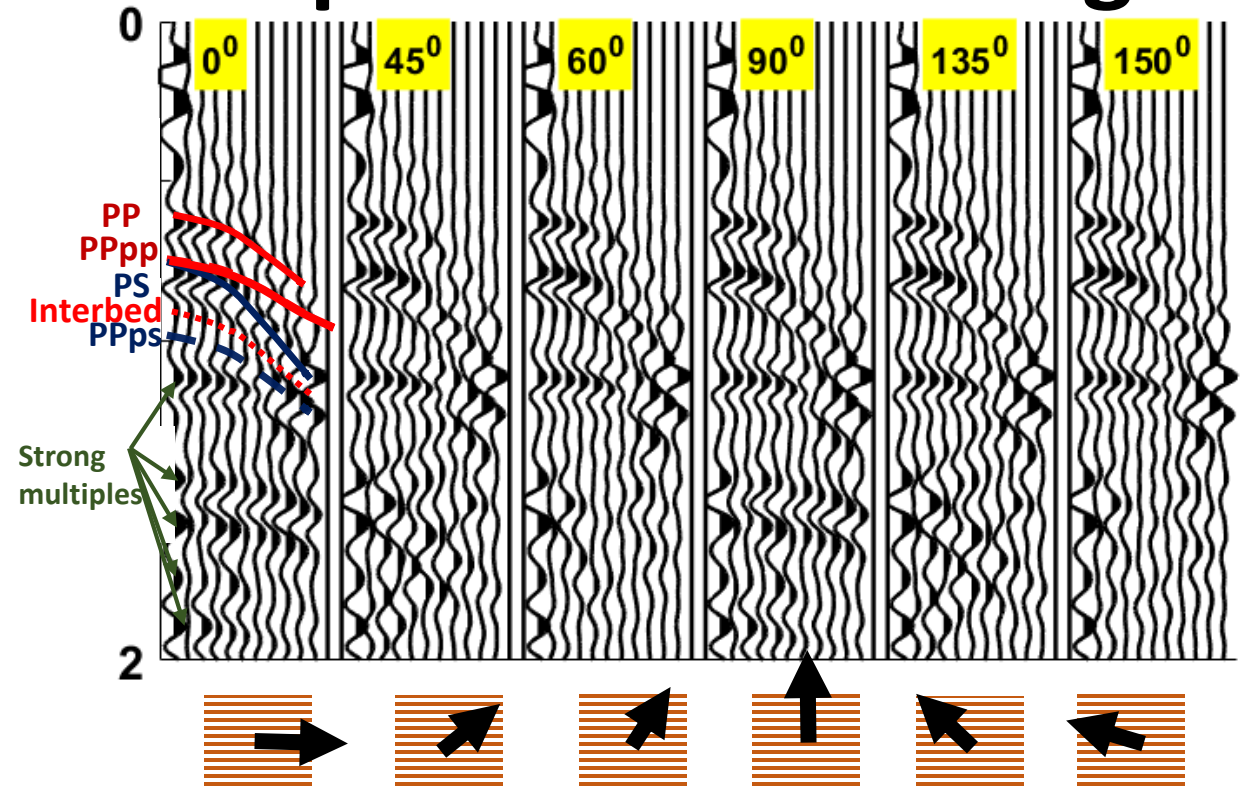 0
0⁰ 45⁰ 60⁰ 90⁰ 135⁰ 150⁰
PP
PPpp
PS
Interbed
PPps
Strong
multiples
2